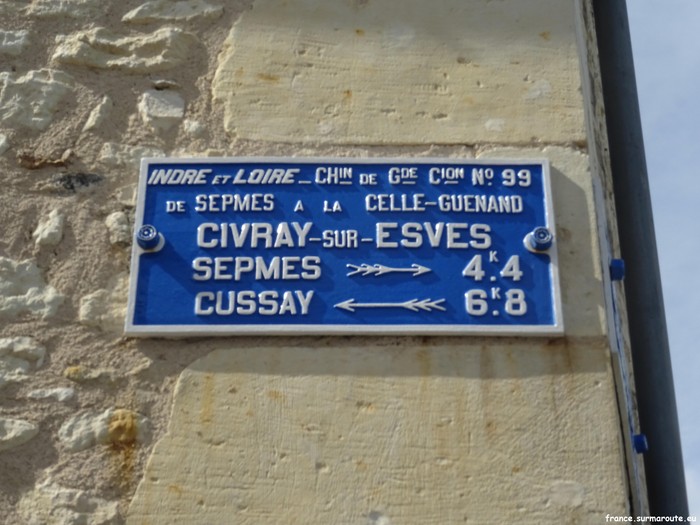 INDRE ET LOIRE _ CHIN DE GDE CION NO 99
DE SEPMES A LA CELLE-GUENAND
CIVRAY-SUR-ESVES
SEPMES 4K.4
CUSSAY 6K.8
france.surmaroute.eu